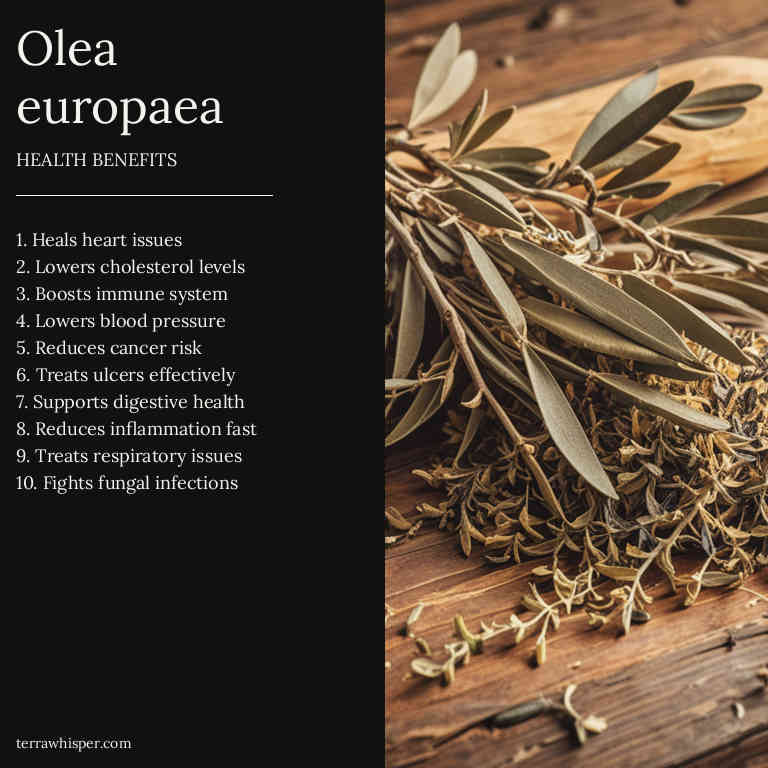 Olea
europaea
HEALTH BENEFITS
1. Heals heart issues
2. Lowers cholesterol levels
3. Boosts immune system
4. Lowers blood pressure
5. Reduces cancer risk
6. Treats ulcers effectively
7. Supports digestive health
8. Reduces inflammation fast
9. Treats respiratory issues
10. Fights fungal infections
terrawhisper.com